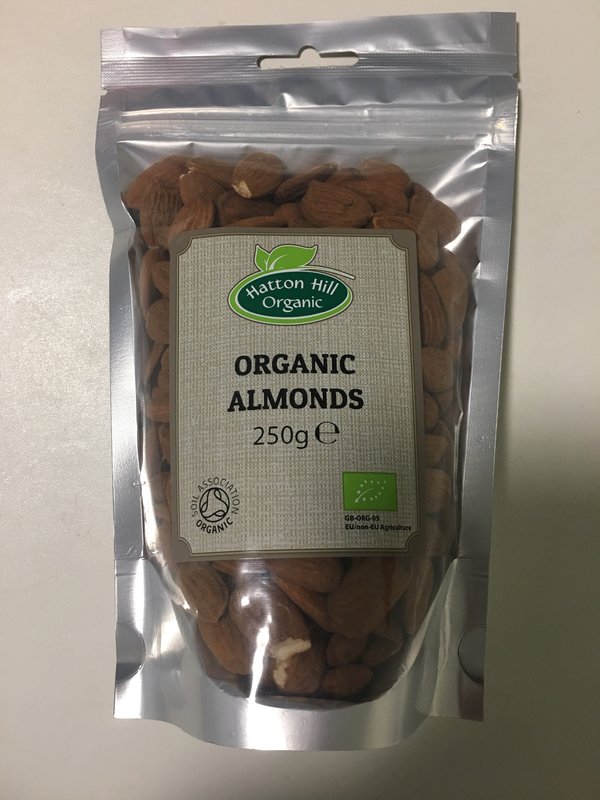 Hatton Hill
Organic
ORGANIC
ALMONDS
250g ℮
SOIL ASSOCIATION
ORGANIC
GB-ORG-05
EU/non-EU Agriculture